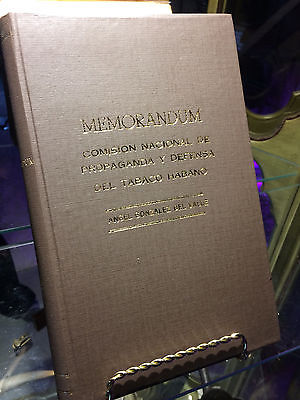 MEMORANDUM
COMISION NACIONAL DE
PROPAGANDA Y DEFENSA
DEL TABACO HABANO
ANGEL GONZALEZ DEL VALLE